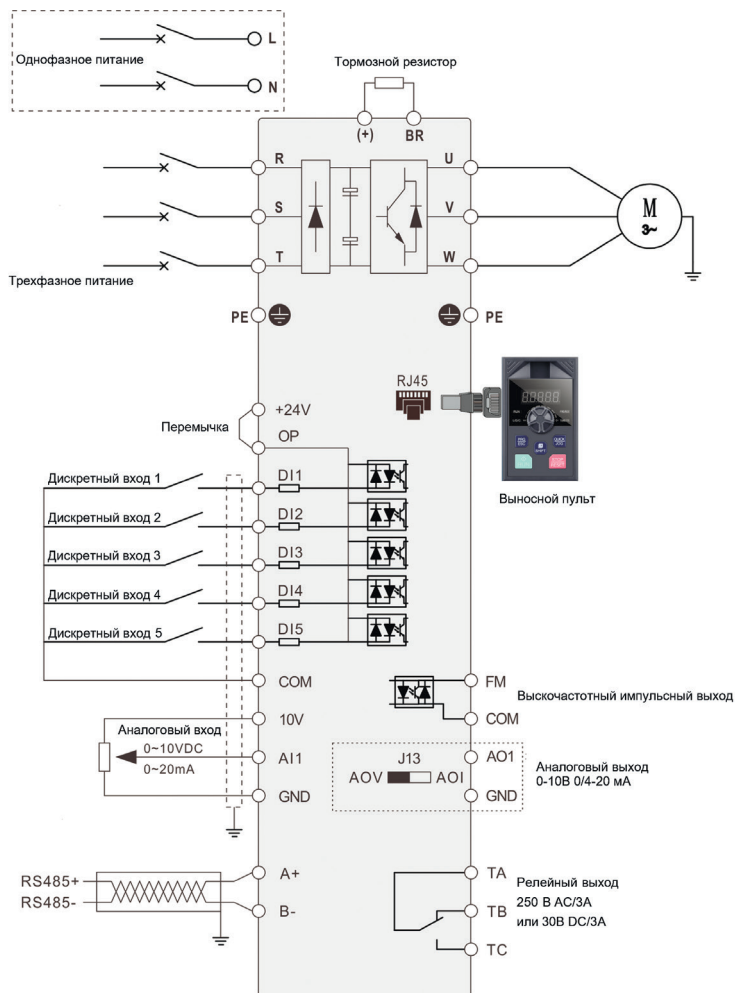 L
Однофазное питание
N
Тормозной резистор
(+)
BR
R
U
S
V
M
3~
T
W
Трехфазное питание
PE
PE
RJ45
+24V
Перемычка
OP
Выносной пульт
Дискретный вход 1
DI1
Дискретный вход 2
DI2
Дискретный вход 3
DI3
Дискретный вход 4
DI4
Дискретный вход 5
DI5
COM
FM
Выскочастотный импульсный выход
10V
COM
Аналоговый вход
0~10VDC
0~20mA
AI1
J13
AOV
AOI
AO1
Аналоговый выход
0-10В 0/4-20 мА
GND
GND
RS485+
RS485-
A+
B-
TA
Релейный выход
250 В AC/3A
или 30В DC/3A
TB
TC